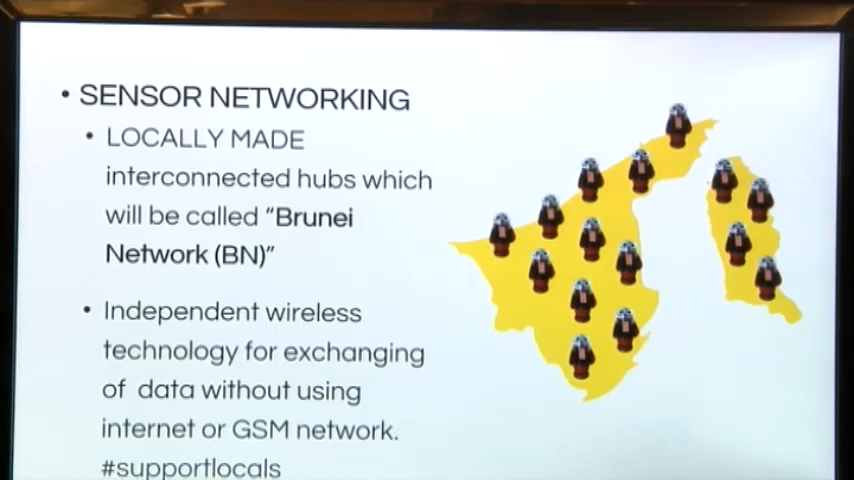 • SENSOR NETWORKING
• LOCALLY MADE
interconnected hubs which
will be called “Brunei
Network (BN)”
• Independent wireless
technology for exchanging
of data without using
internet or GSM network.
#supportlocals